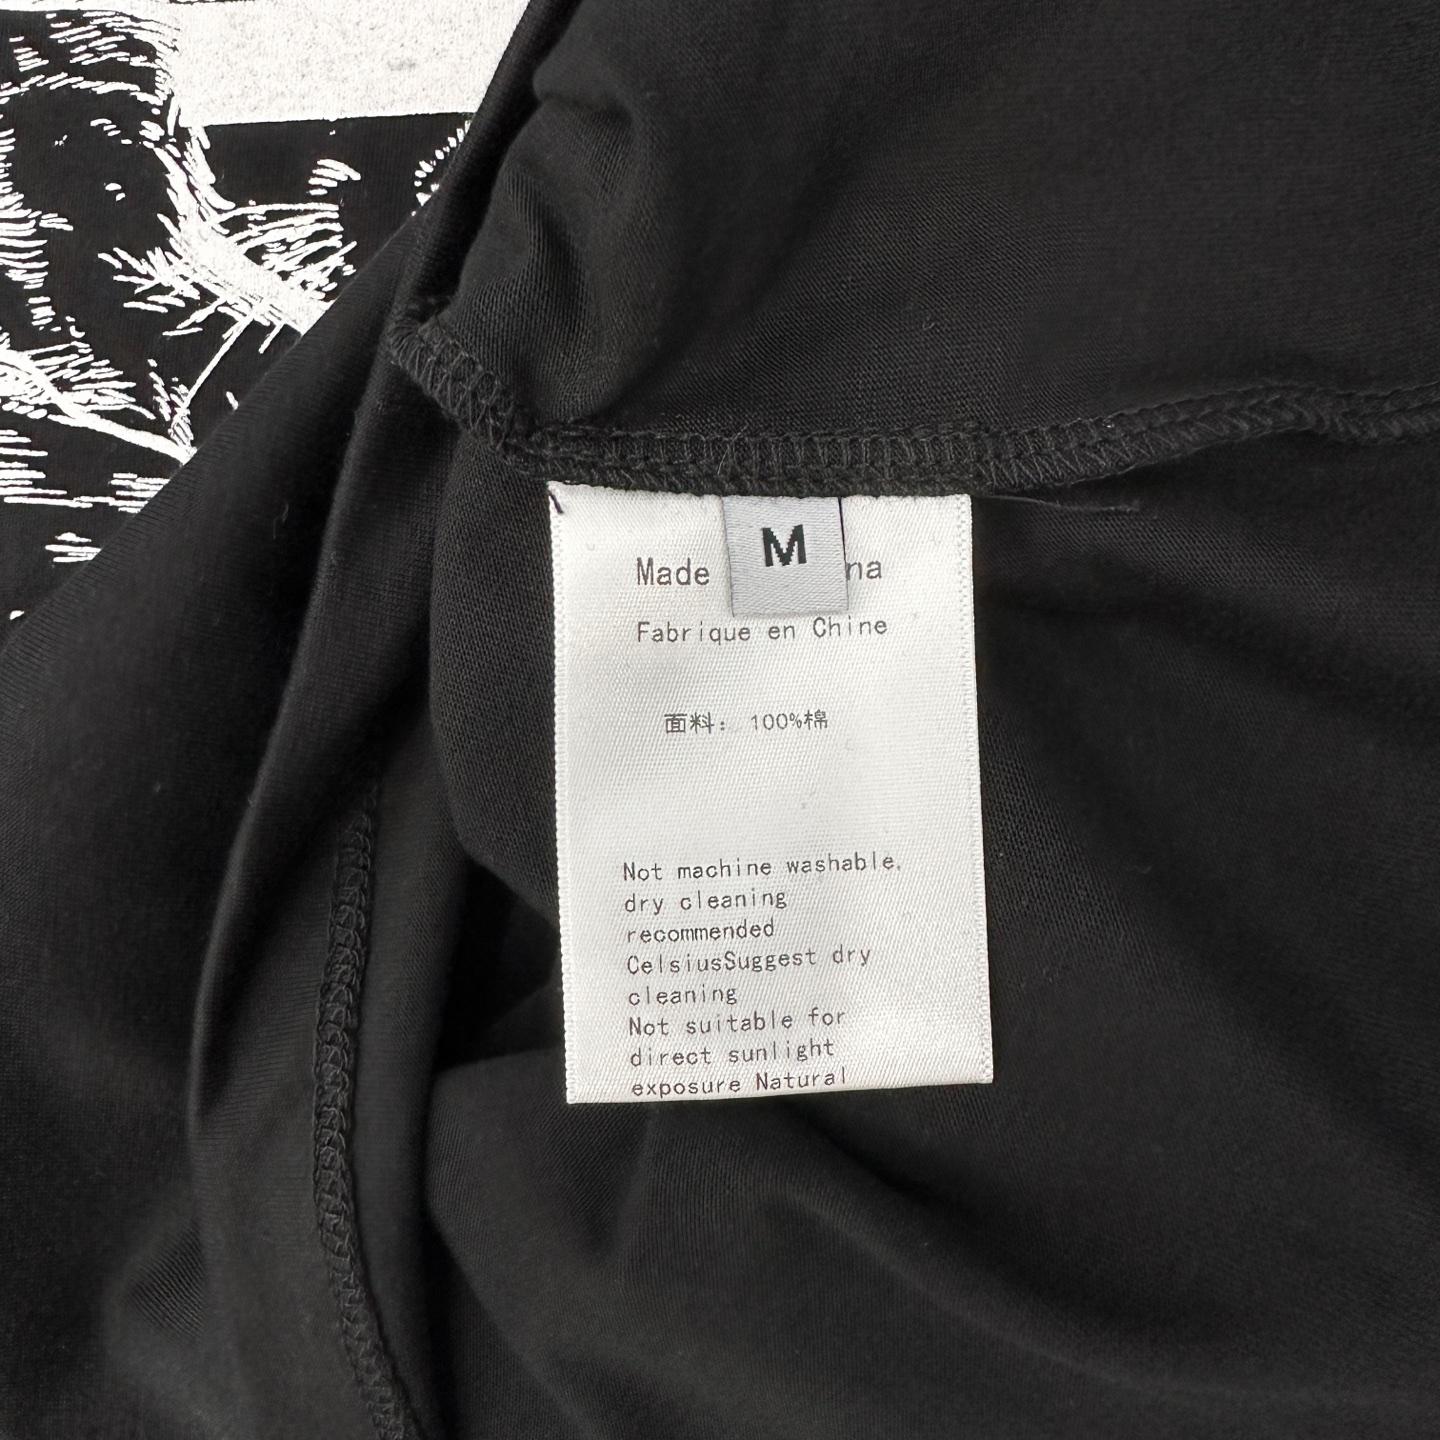 M
Made na
Fabrique en Chine
面料: 100%棉
Not machine washable,
dry cleaning
recommended
CelsiusSuggest dry
cleaning
Not suitable for
direct sunlight
exposure Natural